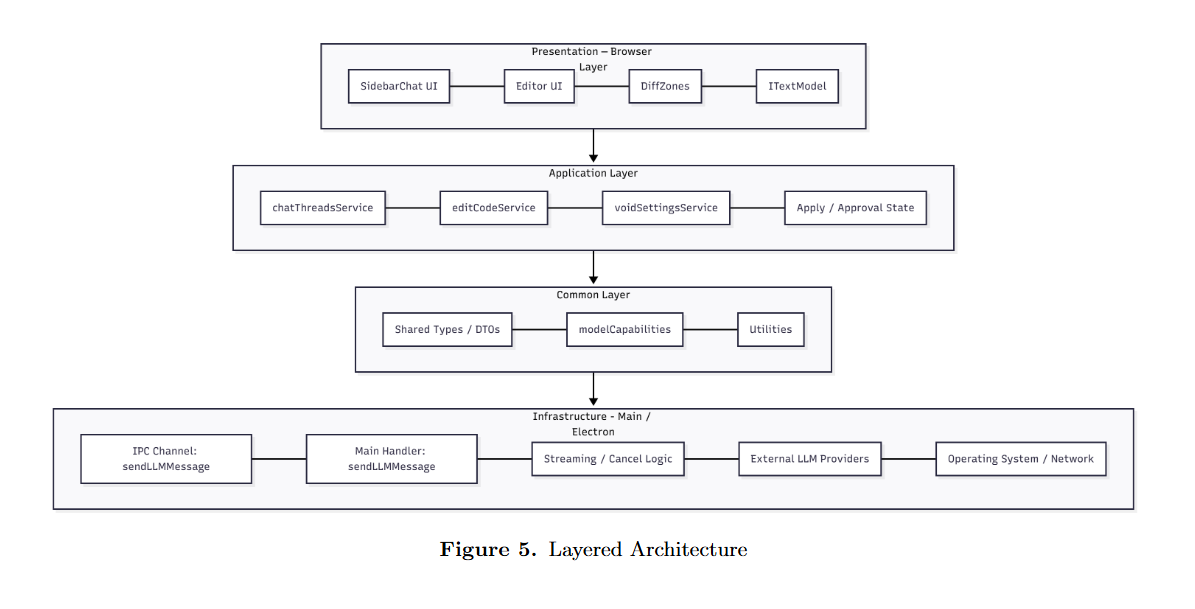 Presentation – Browser
Layer
SidebarChat UI
Editor UI
DiffZones
ITextModel
Application Layer
chatThreadsService
editCodeService
voidSettingsService
Apply / Approval State
Common Layer
Shared Types / DTOs
modelCapabilities
Utilities
Infrastructure - Main /
Electron
IPC Channel:
sendLLMMessage
Main Handler:
sendLLMMessage
Streaming / Cancel Logic
External LLM Providers
Operating System / Network
Figure 5. Layered Architecture